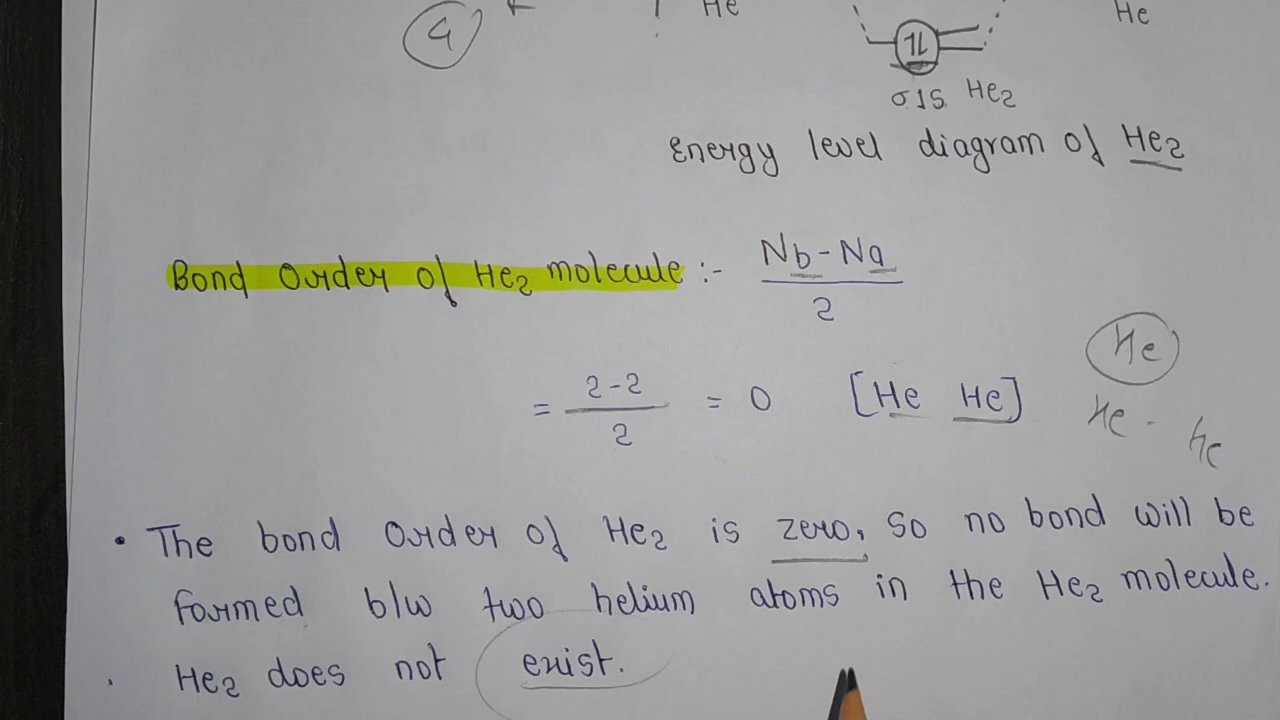 4
He
He
1L
σ1s He2
Energy level diagram of He2
Bond Order of He2 molecule :- Nb-Na
2
= 2-2 = 0 [He He] He
2
He - He
• The bond order of He2 is zero, so no bond will be
formed b/w two helium atoms in the He2 molecule.
. He2 does not exist.